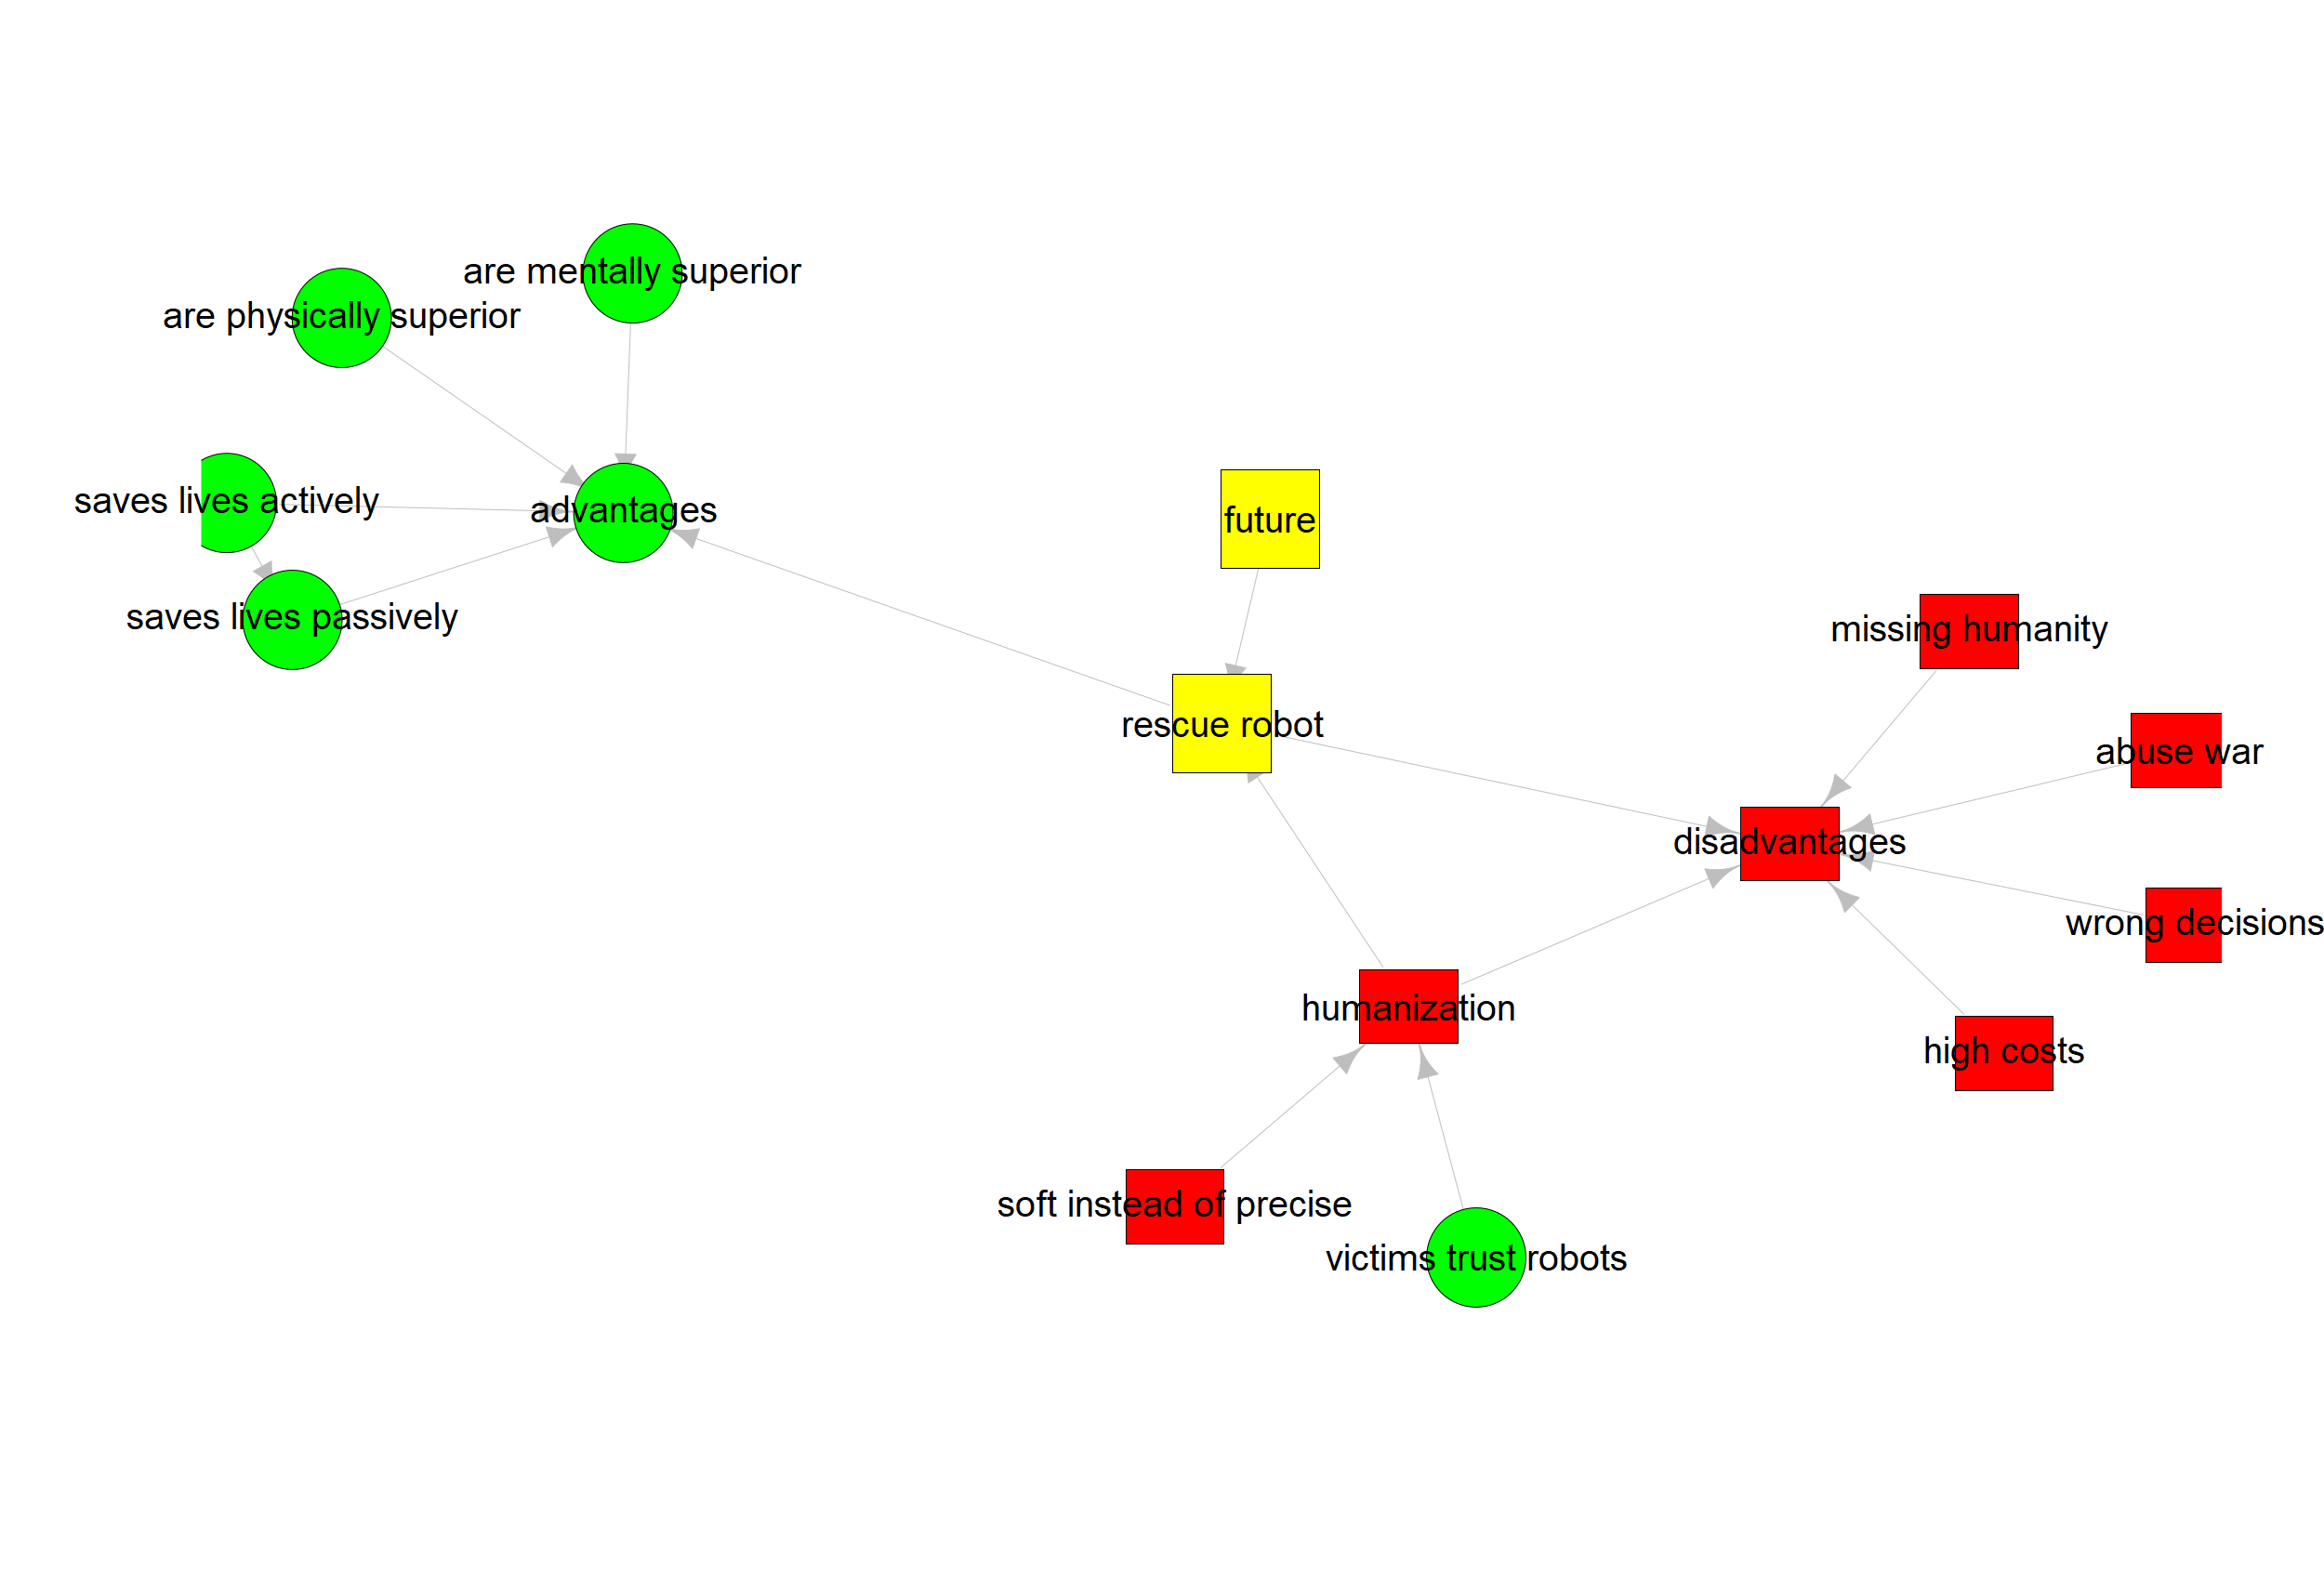 are mentally superior
are physically superior
saves lives actively
advantages
future
saves lives passively
missing humanity
rescue robot
abuse war
disadvantages
wrong decisions
humanization
high costs
soft instead of precise
victims trust robots